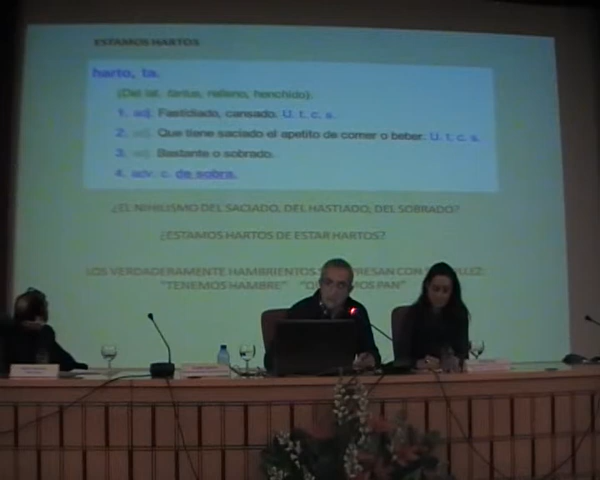 ESTAMOS HARTOS
harto, ta.
(Del lat. fartus, relleno, henchido).
1. adj. Fastidiado, cansado. U. t. c. s.
2. adj. Que tiene saciado el apetito de comer o beber. U. t. c. s.
3. adj. Bastante o sobrado.
4. adv. c. de sobra.
¿EL NIHILISMO DEL SACIADO, DEL HASTIADO, DEL SOBRADO?
¿ESTAMOS HARTOS DE ESTAR HARTOS?
LOS VERDADERAMENTE HAMBRIENTOS
"TENEMOS HAMBRE" PAN"